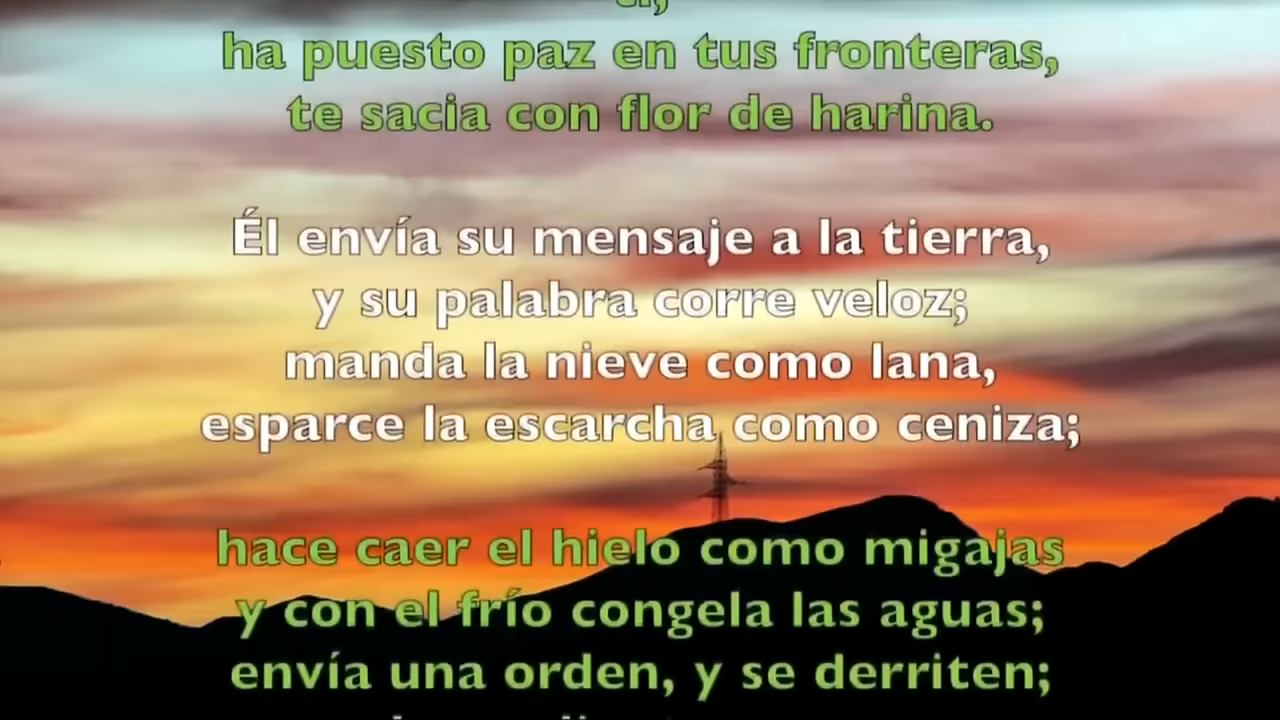 ti,
ha puesto paz en tus fronteras,
te sacia con flor de harina.
Él envía su mensaje a la tierra,
y su palabra corre veloz;
manda la nieve como lana,
esparce la escarcha como ceniza;
hace caer el hielo como migajas
y con el frío congela las aguas;
envía una orden, y se derriten;